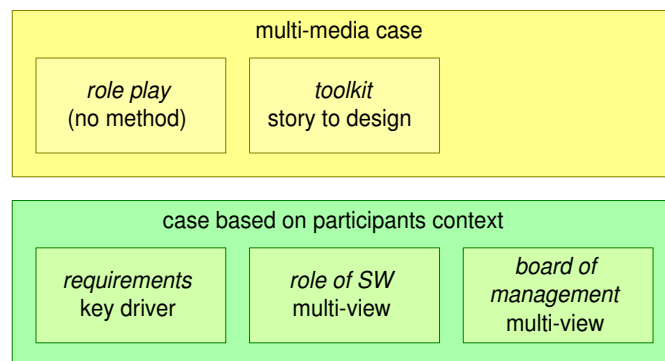 multi-media case
role play
(no method)
toolkit
story to design
case based on participants context
requirements
key driver
role of SW
multi-view
board of
management
multi-view